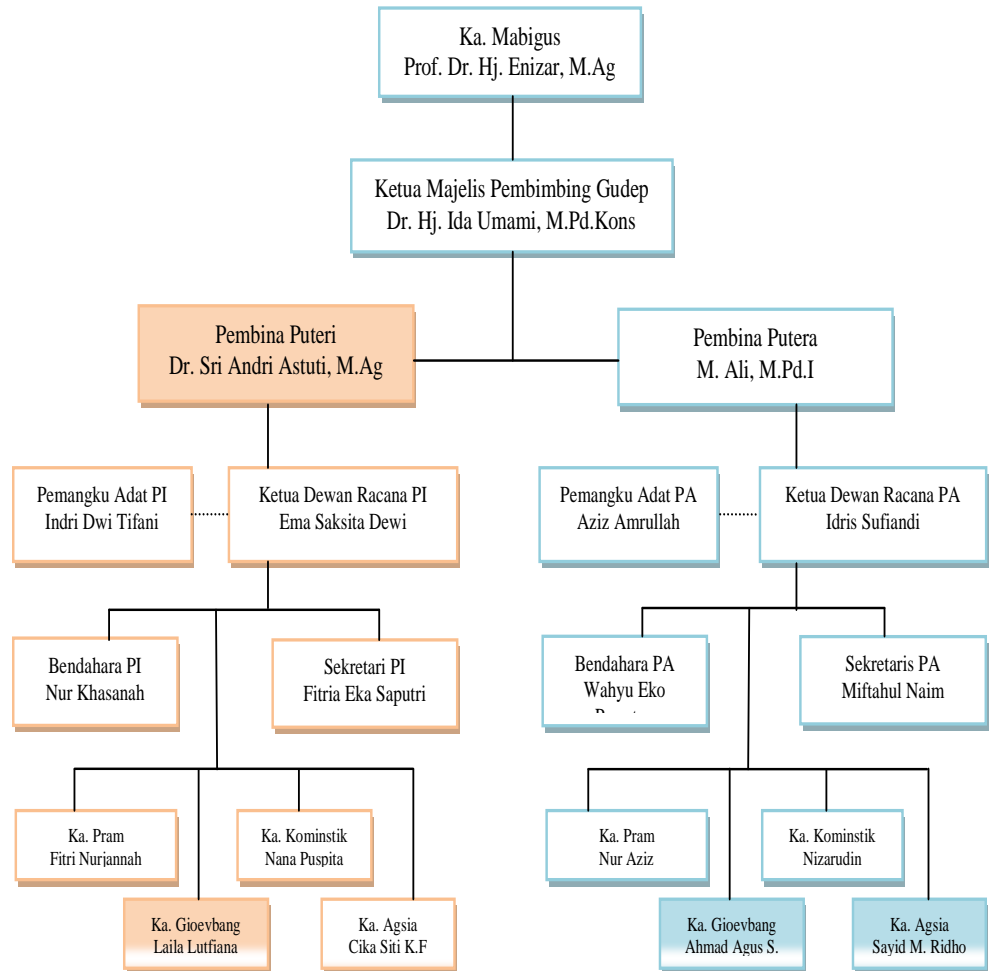 Ka. Mabigus
Prof. Dr. Hj. Enizar, M.Ag
Ketua Majelis Pembimbing Gudep
Dr. Hj. Ida Umami, M.Pd.Kons
Pembina Puteri
Dr. Sri Andri Astuti, M.Ag
Pembina Putera
M. Ali, M.Pd.I
Pemangku Adat PI
Indri Dwi Tifani
Ketua Dewan Racana PI
Ema Saksita Dewi
Pemangku Adat PA
Aziz Amrullah
Ketua Dewan Racana PA
Idris Sufiandi
Bendahara PI
Nur Khasanah
Sekretari PI
Fitria Eka Saputri
Bendahara PA
Wahyu Eko
Sekretaris PA
Miftahul Naim
Ka. Pram
Fitri Nurjannah
Ka. Kominstik
Nana Puspita
Ka. Pram
Nur Aziz
Ka. Kominstik
Nizarudin
Ka. Gioevbang
Laila Lutfiana
Ka. Agsia
Cika Siti K.F
Ka. Gioevbang
Ahmad Agus S.
Ka. Agsia
Sayid M. Ridho